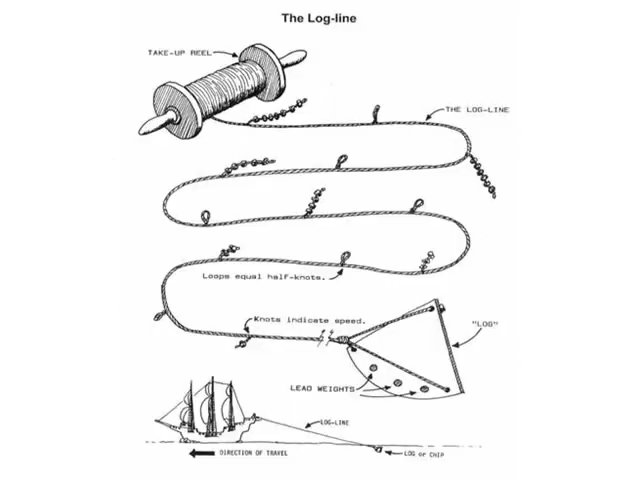 The Log-line
TAKE-UP REEL
THE LOG-LINE
Loops equal half-knots.
Knots indicate speed.
"LOG"
LEAD WEIGHTS
LOG-LINE
DIRECTION OF TRAVEL
LOG or CHIP